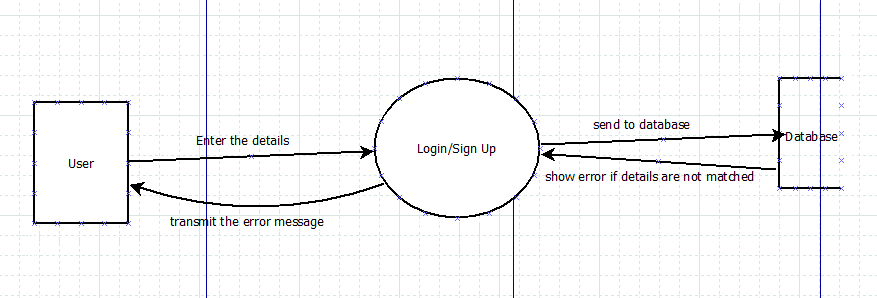 Enter the details
User
Login/Sign Up
send to database
Database
show error if details are not matched
transmit the error message